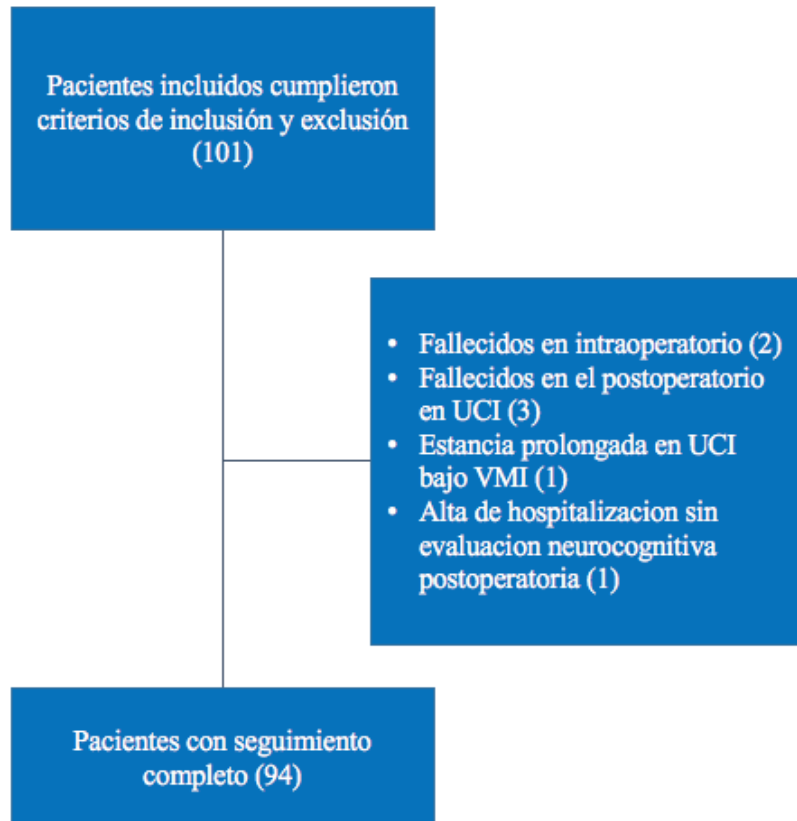 Pacientes incluidos cumplieron
criterios de inclusión y exclusión
(101)
• Fallecidos en intraoperatorio (2)
• Fallecidos en el postoperatorio
en UCI (3)
• Estancia prolongada en UCI
bajo VMI (1)
• Alta de hospitalizacion sin
evaluacion neurocognitiva
postoperatoria (1)
Pacientes con seguimiento
completo (94)